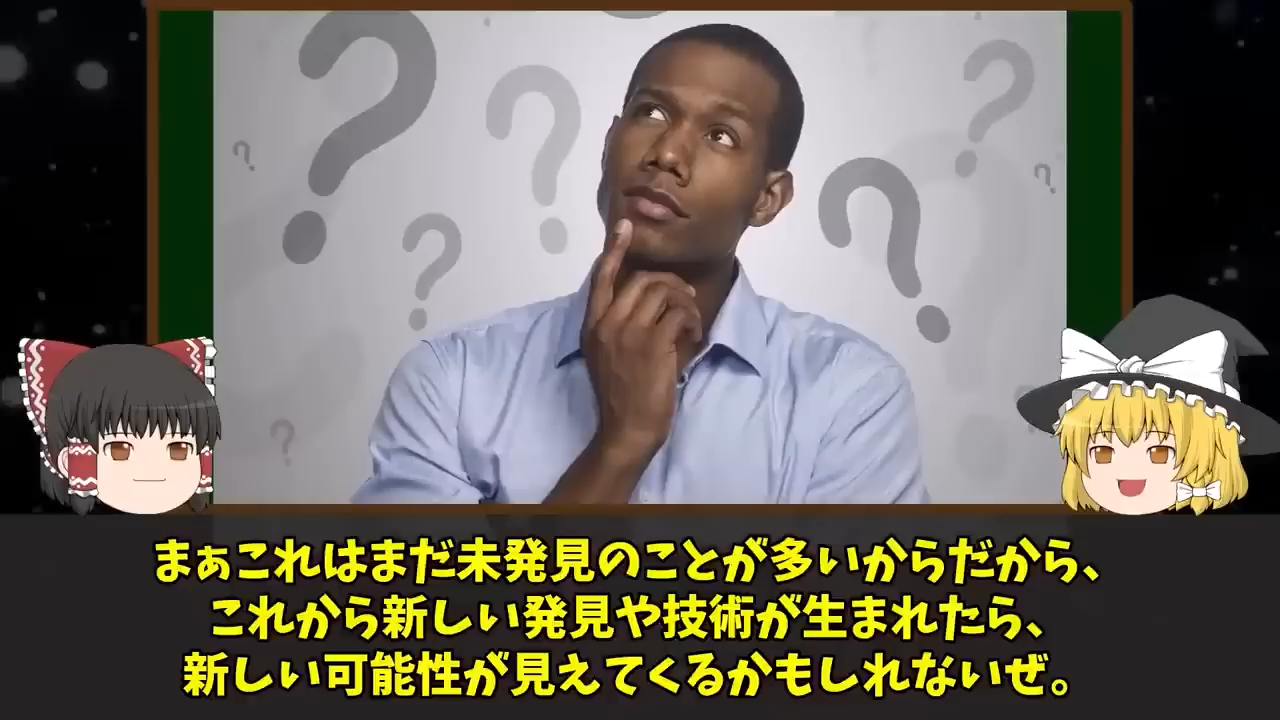 まぁこれはまだ未発見のことが多いからだから、
これから新しい発見や技術が生まれたら、
新しい可能性が見えてくるかもしれないぜ。